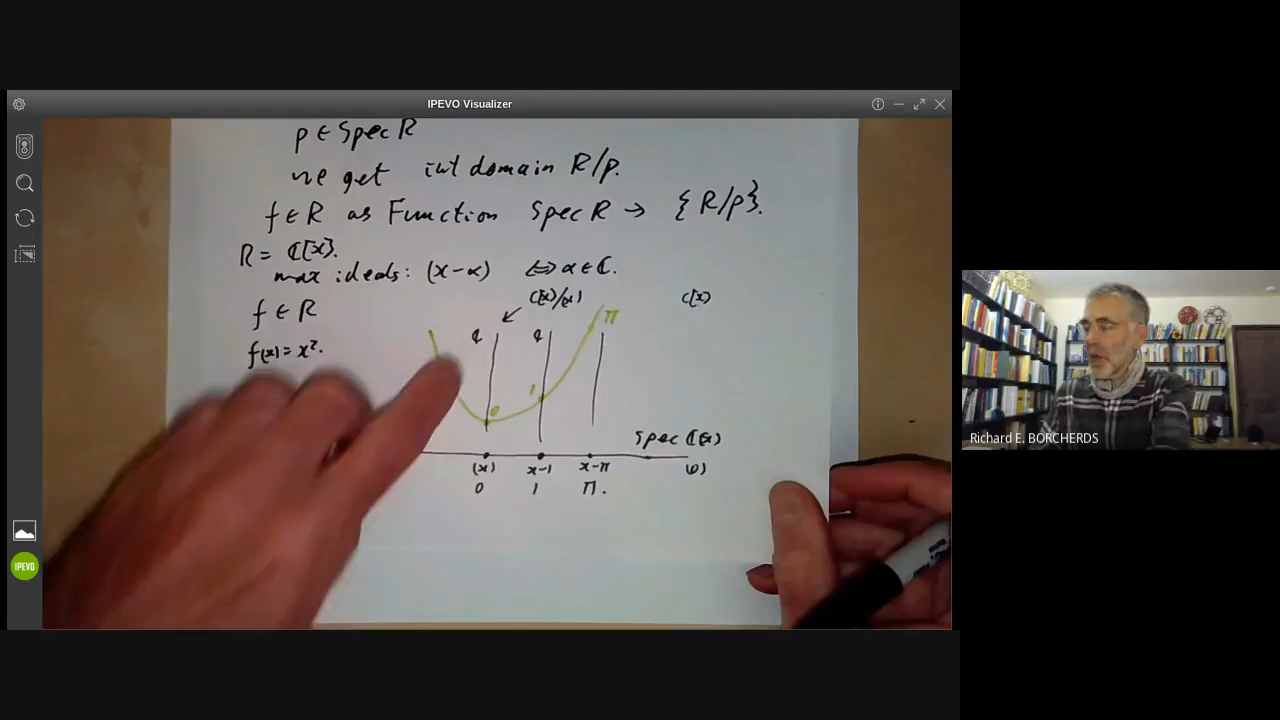 IPEVO Visualizer
p ∈ Spec R
we get int domain R/p.
f ∈ R as Function Spec R → {R/p}.
R = ℂ[x].
max ideals: (x-α) ⇔ α ∈ ℂ.
ℂ[x]/(x) ℂ[x]
f ∈ R
π
f(x) = x².
ℂ ℂ
1
0
Spec ℂ[x]
(x) x-1 x-π (0)
0 1 π.
IPEVO
Richard E. BORCHERDS